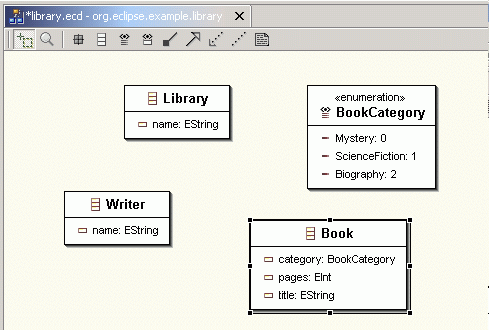 *library.ecd - org.eclipse.example.library
Library
name: EString
«enumeration»
BookCategory
Mystery: 0
ScienceFiction: 1
Biography: 2
Writer
name: EString
Book
category: BookCategory
pages: EInt
title: EString